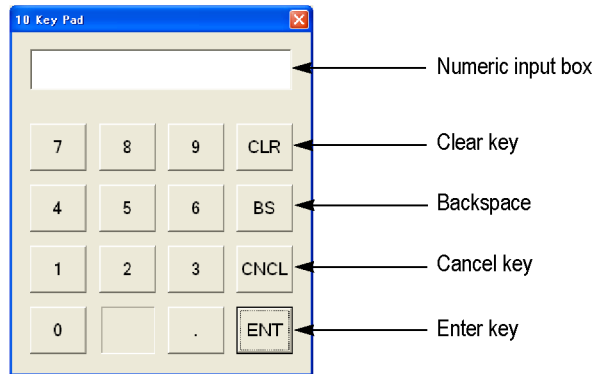 10 Key Pad
Numeric input box
7 8 9 CLR Clear key
4 5 6 BS Backspace
1 2 3 CNCL Cancel key
0 . ENT Enter key